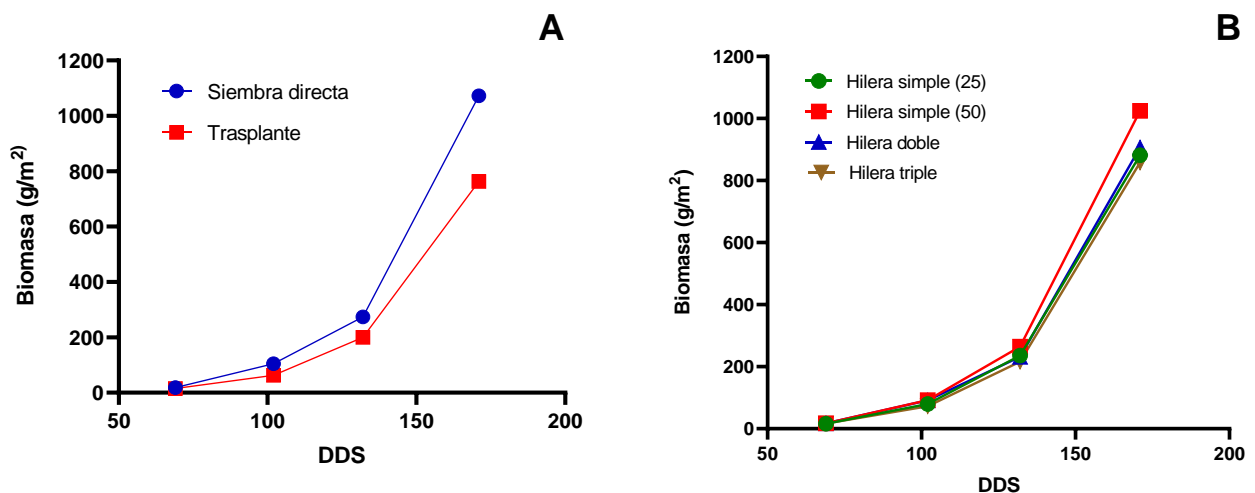 A
Biomasa (g/m²)
1200
1000
800
600
400
200
0
50
100
150
200
DDS
Siembra directa
Trasplante
B
Biomasa (g/m²)
1200
1000
800
600
400
200
0
50
100
150
200
DDS
Hilera simple (25)
Hilera simple (50)
Hilera doble
Hilera triple